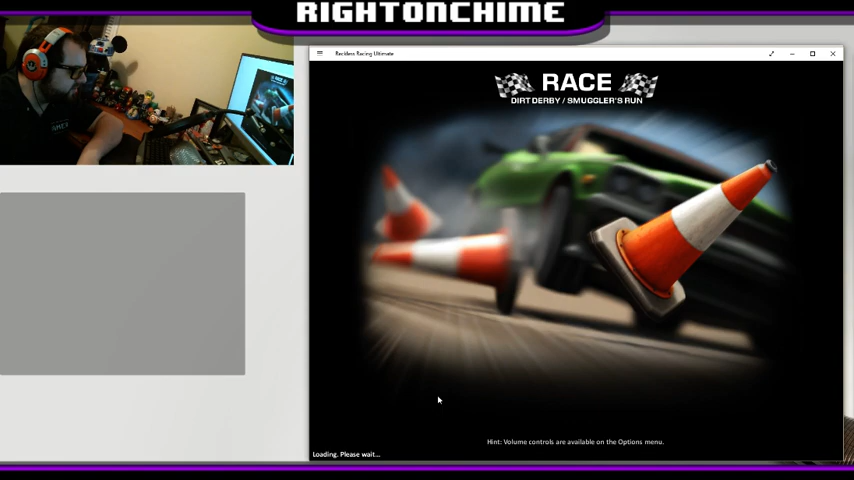 RIGHTONCHIME
Reckless Racing Ultimate
RACE
DIRT DERBY / SMUGGLER'S RUN
Hint: Volume controls are available on the Options menu.
Loading. Please wait...